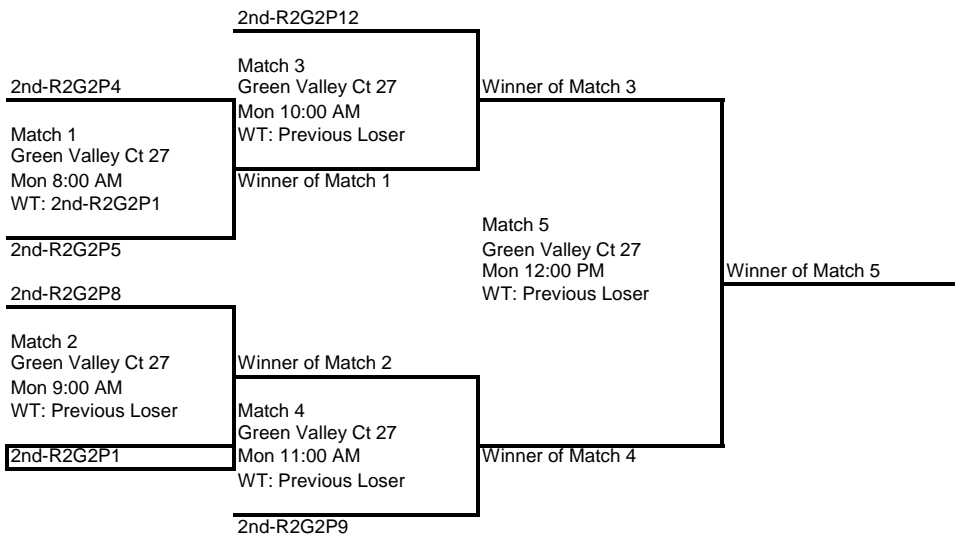 2nd-R2G2P12
Match 3
Green Valley Ct 27
Mon 10:00 AM
WT: Previous Loser
2nd-R2G2P4
Winner of Match 3
Match 1
Green Valley Ct 27
Mon 8:00 AM
WT: 2nd-R2G2P1
Winner of Match 1
2nd-R2G2P5
Match 5
Green Valley Ct 27
Mon 12:00 PM
WT: Previous Loser
Winner of Match 5
2nd-R2G2P8
Match 2
Green Valley Ct 27
Mon 9:00 AM
WT: Previous Loser
Winner of Match 2
2nd-R2G2P1
Match 4
Green Valley Ct 27
Mon 11:00 AM
WT: Previous Loser
Winner of Match 4
2nd-R2G2P9